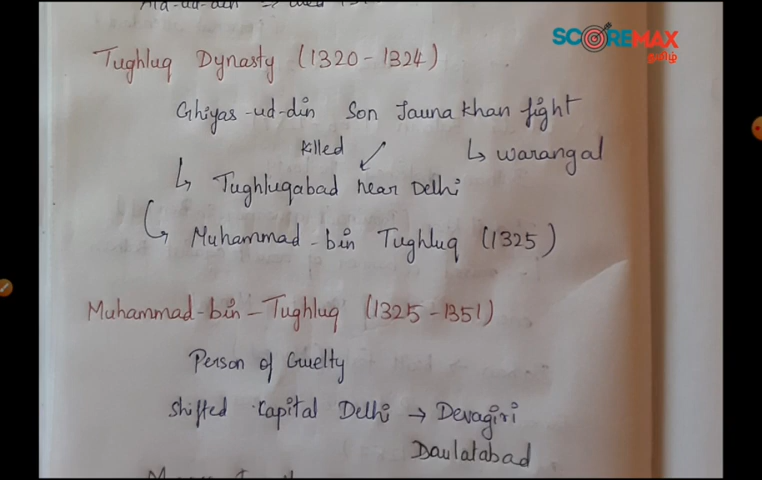 SCOREMAX
தமிழ்
Tughluq Dynasty (1320-1324)
Ghiyas-ud-din Son Jauna khan fight
killed ↳ warangal
↳ Tughluqabad near Delhi
↳ Muhammad-bin Tughluq (1325)
Muhammad-bin-Tughluq (1325-1351)
Person of Cruelty
shifted capital Delhi → Devagiri
Daulatabad